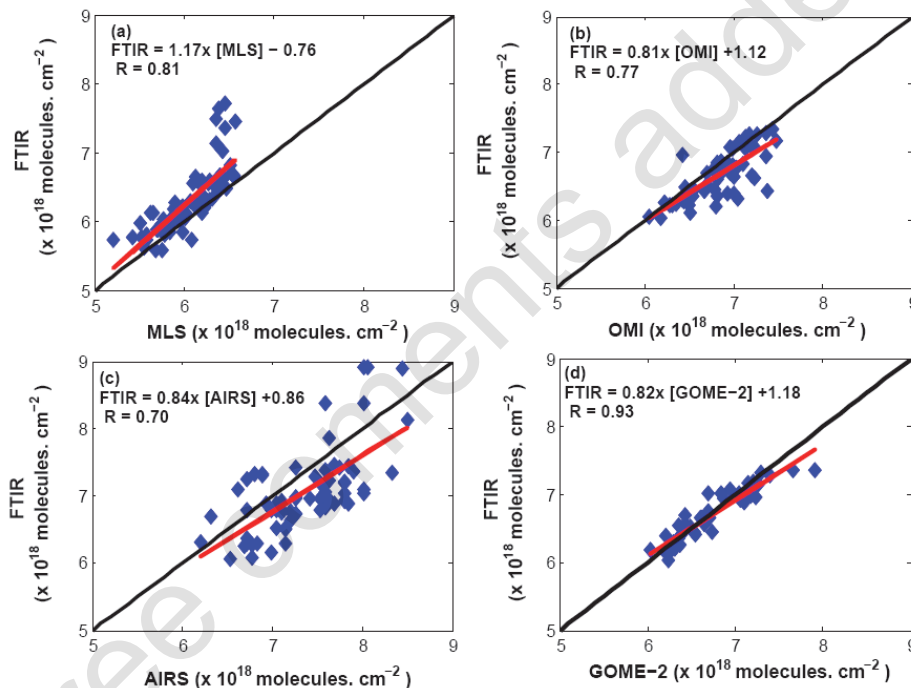 (a)
FTIR = 1.17x [MLS] − 0.76
R = 0.81
9
8
7
6
5
FTIR
(x 10^18 molecules. cm^−2)
5 6 7 8 9
MLS (x 10^18 molecules. cm^−2 )
(b)
FTIR = 0.81x [OMI] +1.12
R = 0.77
9
8
7
6
5
FTIR
(x 10^18 molecules. cm^−2)
5 6 7 8 9
OMI (x 10^18 molecules. cm^−2 )
(c)
FTIR = 0.84x [AIRS] +0.86
R = 0.70
9
8
7
6
5
FTIR
(x 10^18 molecules. cm^−2)
5 6 7 8 9
AIRS (x 10^18 molecules. cm^−2 )
(d)
FTIR = 0.82x [GOME−2] +1.18
R = 0.93
9
8
7
6
5
FTIR
(x 10^18 molecules. cm^−2)
5 6 7 8 9
GOME−2 (x 10^18 molecules. cm^−2 )
ree coments adde